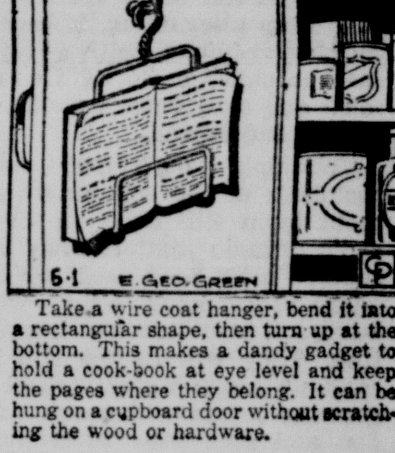 5-1 E. GEO. GREEN
CP
Take a wire coat hanger, bend it into
a rectangular shape, then turn up at the
bottom. This makes a dandy gadget to
hold a cook-book at eye level and keep
the pages where they belong. It can be
hung on a cupboard door without scratch-
ing the wood or hardware.